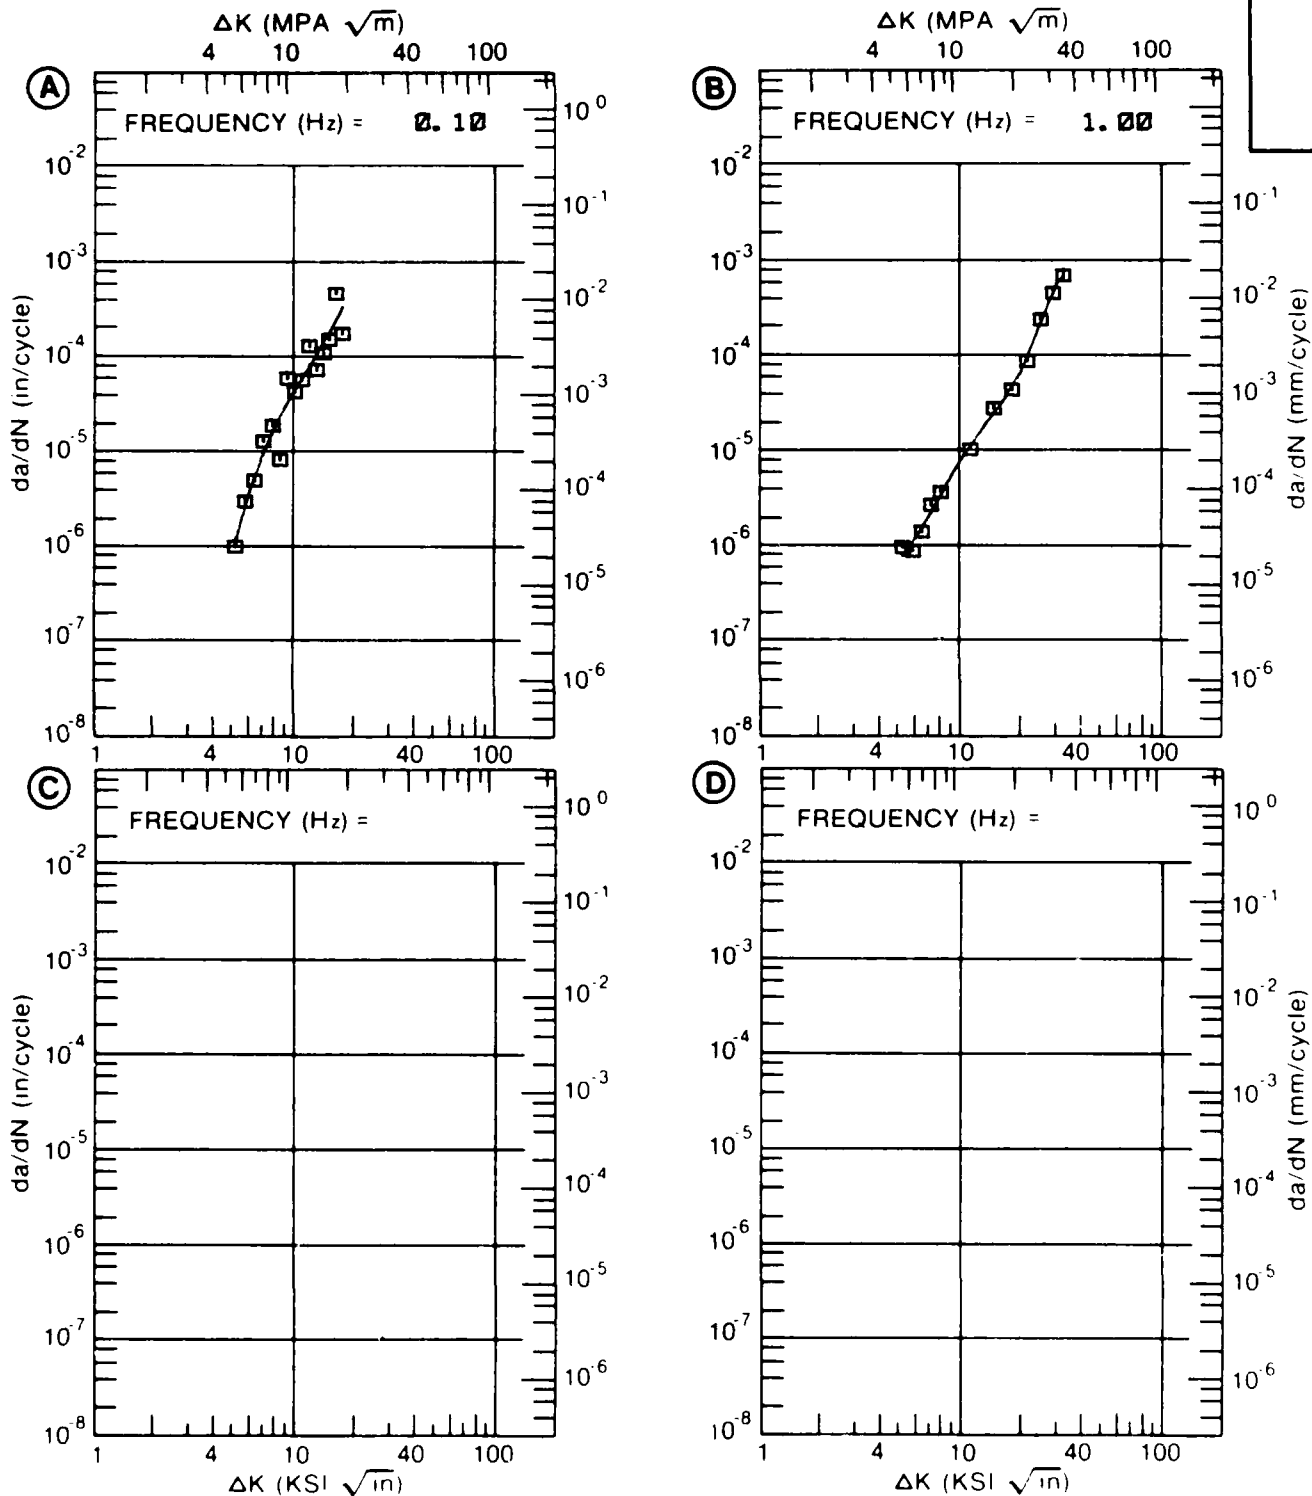 ΔK (MPA √m)
4 10 40 100
A
FREQUENCY (Hz) = 0.10
10^-2
10^-3
10^-4
10^-5
10^-6
10^-7
10^-8
da/dN (in/cycle)
10^0
10^-1
10^-2
10^-3
10^-4
10^-5
10^-6
1 4 10 40 100
ΔK (MPA √m)
4 10 40 100
B
FREQUENCY (Hz) = 1.00
10^-2
10^-3
10^-4
10^-5
10^-6
10^-7
10^-8
10^-1
10^-2
10^-3
10^-4
10^-5
10^-6
da/dN (mm/cycle)
1 4 10 40 100
C
FREQUENCY (Hz) =
10^-2
10^-3
10^-4
10^-5
10^-6
10^-7
10^-8
da/dN (in/cycle)
10^0
10^-1
10^-2
10^-3
10^-4
10^-5
10^-6
1 4 10 40 100
ΔK (KSI √in)
D
FREQUENCY (Hz) =
10^-2
10^-3
10^-4
10^-5
10^-6
10^-7
10^-8
10^0
10^-1
10^-2
10^-3
10^-4
10^-5
10^-6
da/dN (mm/cycle)
1 4 10 40 100
ΔK (KSI √in)